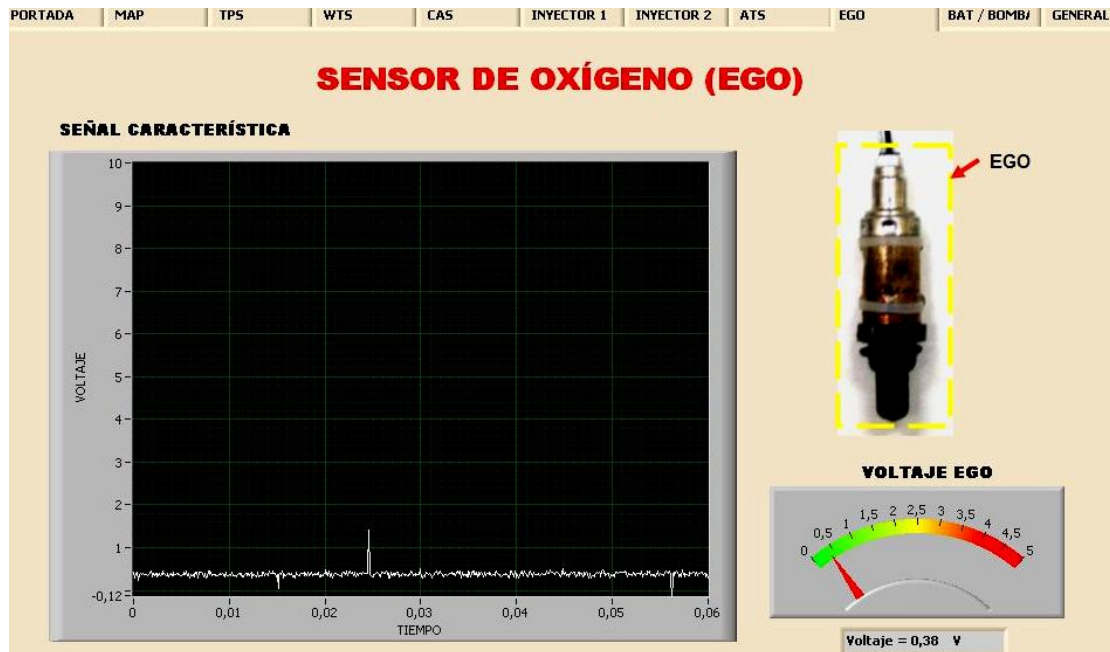 PORTADA MAP TPS WTS CAS INYECTOR 1 INYECTOR 2 ATS EGO BAT / BOMB GENERAL
SENSOR DE OXÍGENO (EGO)
SEÑAL CARACTERÍSTICA
EGO
VOLTAJE
10
9
8
7
6
5
4
3
2
1
-0,12
0 0,01 0,02 0,03 0,04 0,05 0,06
TIEMPO
VOLTAJE EGO
0 0,5 1 1,5 2 2,5 3 3,5 4 4,5 5
Voltaje = 0,38 V